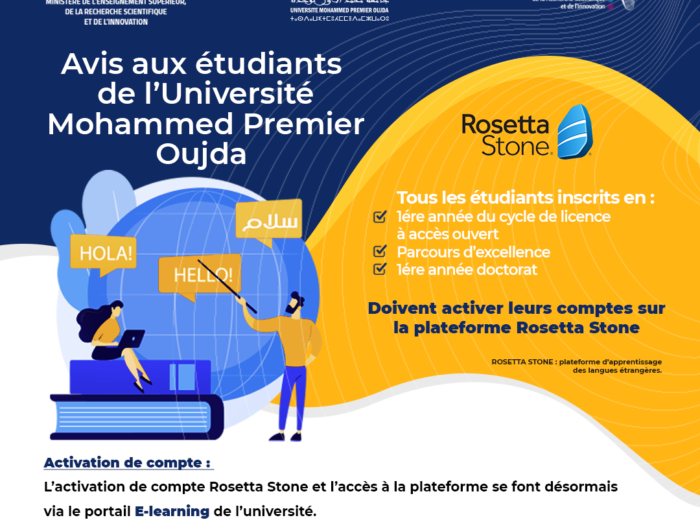 MINISTÈRE DE L'ENSEIGNEMENT SUPÉRIEUR,
DE LA RECHERCHE SCIENTIFIQUE
ET DE L'INNOVATION
UNIVERSITÉ MOHAMMED PREMIER OUJDA
et de l'Innovation
Avis aux étudiants
de l'Université
Mohammed Premier
Oujda
Rosetta
Stone
Tous les étudiants inscrits en :
1ére année du cycle de licence
à accès ouvert
Parcours d'excellence
1ére année doctorat
Doivent activer leurs comptes sur
la plateforme Rosetta Stone
ROSETTA STONE : plateforme d'apprentissage
des langues étrangères.
سلام
HOLA!
HELLO!
Activation de compte :
L'activation de compte Rosetta Stone et l'accès à la plateforme se font désormais
via le portail E-learning de l'université.